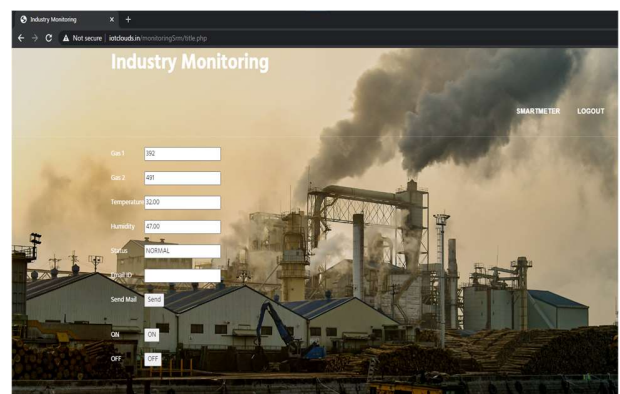 Industry Monitoring x +
Not secure | iotclouds.in/monitoringSrm/title.php
Industry Monitoring
SMARTMETER LOGOUT
Gas 1 392
Gas 2 491
Temperature 32.00
Humidity 47.00
Status NORMAL
Email ID
Send Mail Send
ON ON
OFF OFF